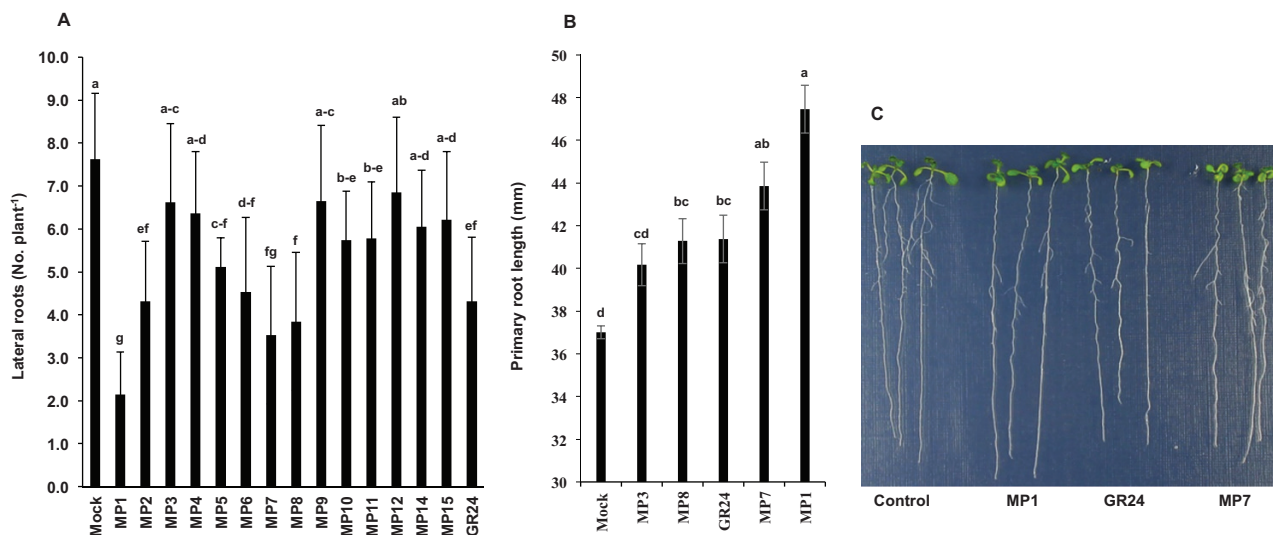 A
Lateral roots (No. plant-1)
10.0
9.0
8.0
7.0
6.0
5.0
4.0
3.0
2.0
1.0
0.0
a
g
ef
a-c
a-d
c-f
d-f
fg
f
a-c
b-e
b-e
ab
a-d
a-d
ef
Mock
MP1
MP2
MP3
MP4
MP5
MP6
MP7
MP8
MP9
MP10
MP11
MP12
MP14
MP15
GR24
B
Primary root length (mm)
50
48
46
44
42
40
38
36
34
32
30
d
cd
bc
bc
ab
a
Mock
MP3
MP8
GR24
MP7
MP1
C
Control
MP1
GR24
MP7